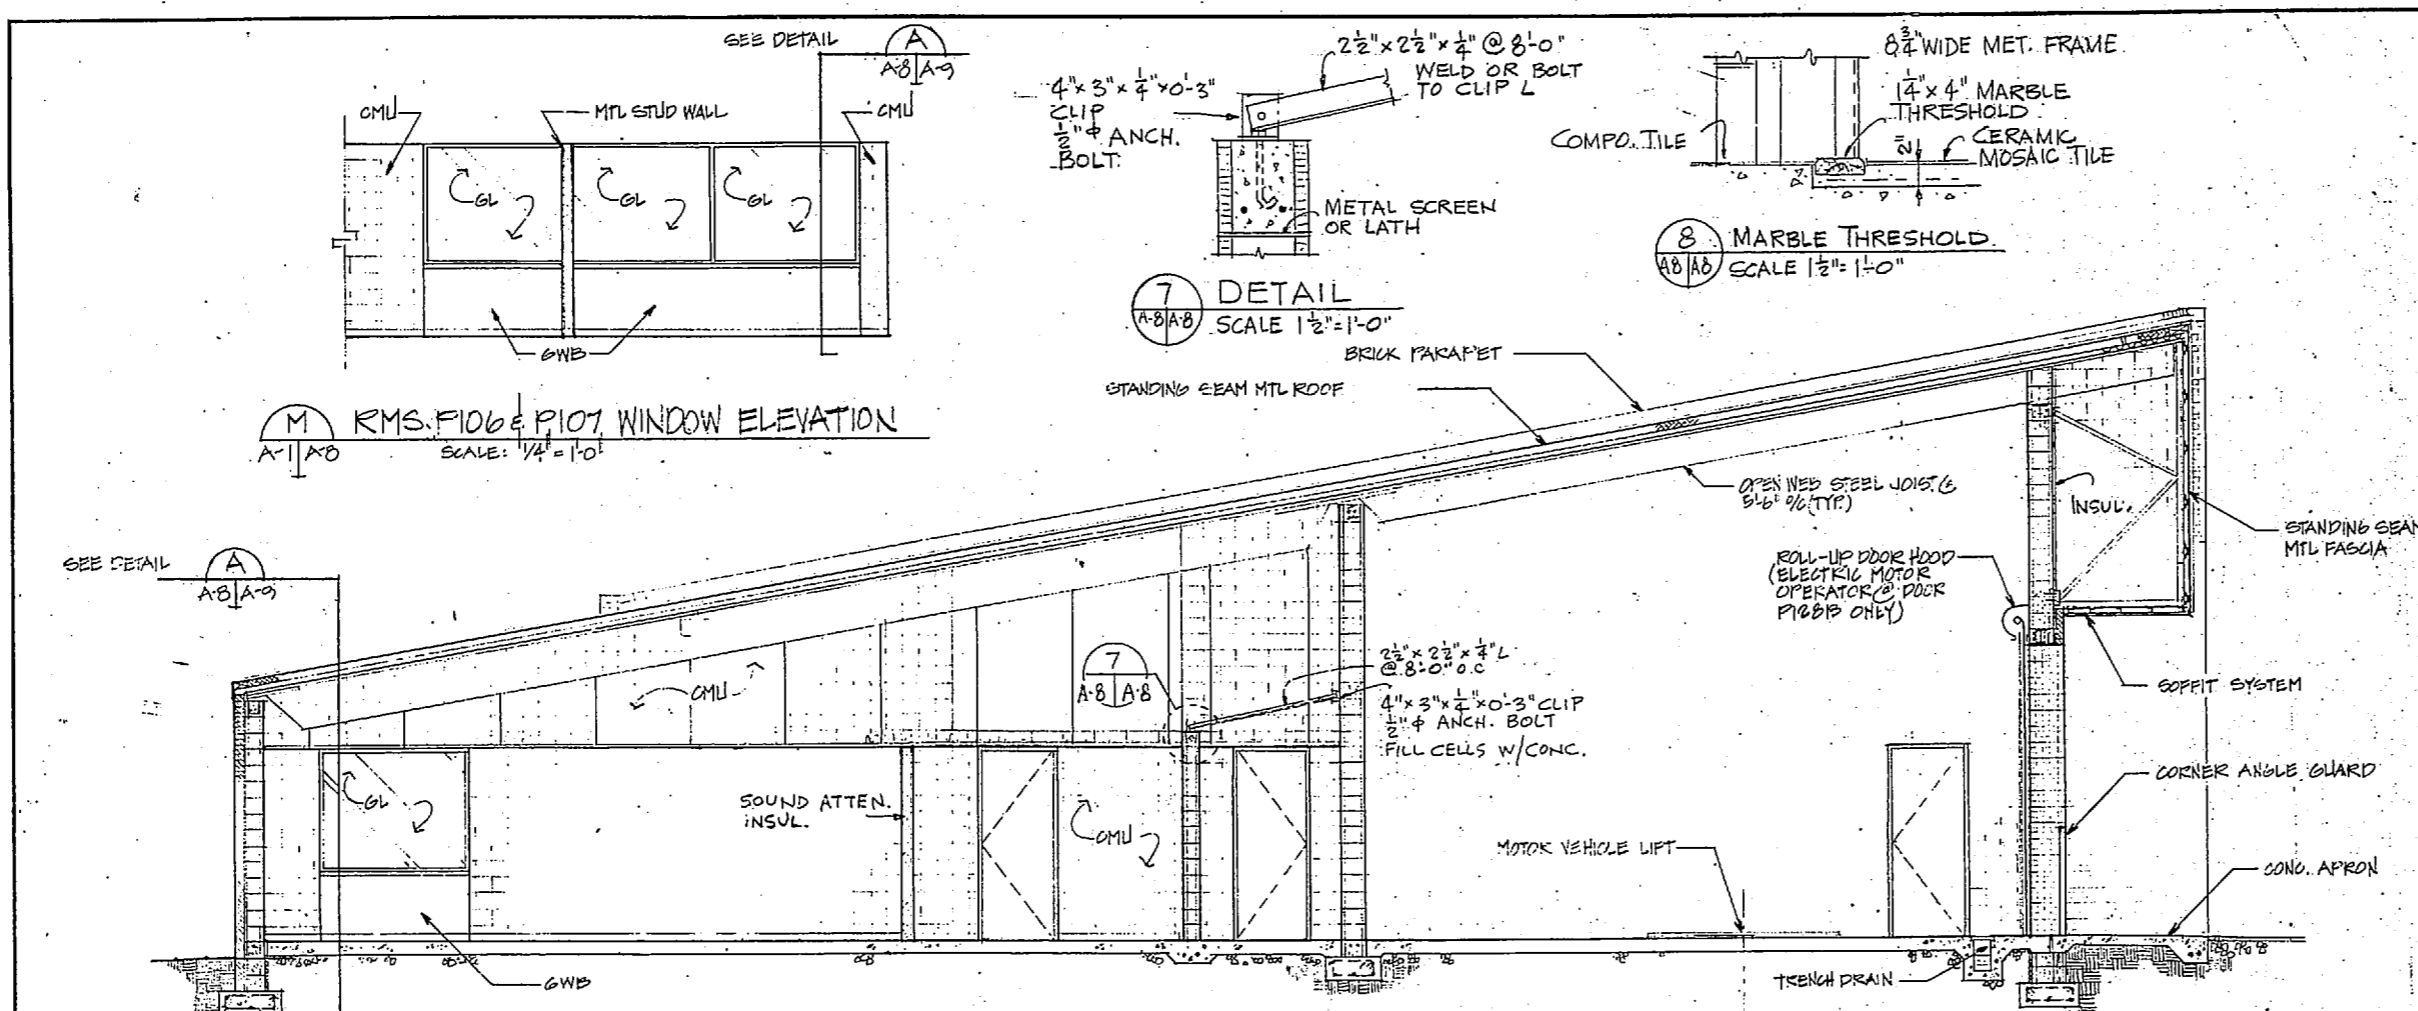 SEE DETAIL
A
A-8 A-9
CMU
MTL STUD WALL
CMU
GL
GL
GL
GWB
M
A-1 A-8
RMS. F106 & F107 WINDOW ELEVATION
SCALE: 1/4" = 1'-0"
4" x 3" x 1/4" x 0'-3"
CLIP
1/2" φ ANCH.
BOLT.
2 1/2" x 2 1/2" x 1/4" @ 8'-0"
WELD OR BOLT
TO CLIP L
METAL SCREEN
OR LATH
7
A-8 A-8
DETAIL
SCALE 1 1/2" = 1'-0"
8 3/4" WIDE MET. FRAME.
1 1/4" x 4" MARBLE
THRESHOLD
COMPO. TILE
2"
CERAMIC
MOSAIC TILE
8
A8 A8
MARBLE THRESHOLD.
SCALE 1 1/2" = 1'-0"
BRICK PARAPET
STANDING SEAM MTL ROOF
OPEN WEB STEEL JOIST @
5'-6" O/C (TYP.)
INSUL.
STANDING SEAM
MTL FASCIA
ROLL-UP DOOR HOOD
(ELECTRIC MOTOR
OPERATOR @ DOOR
P128B ONLY)
SOFFIT SYSTEM
SEE DETAIL
A
A-8 A-9
CMU
7
A-8 A-8
2 1/2" x 2 1/2" x 1/4" L
@ 8'-0" O.C
4" x 3" x 1/4" x 0'-3" CLIP
1/2" φ ANCH. BOLT
FILL CELLS W/CONC.
GL
SOUND ATTEN.
INSUL.
CMU
MOTOR VEHICLE LIFT
CORNER ANGLE GUARD
CONC. APRON
GWB
TRENCH DRAIN